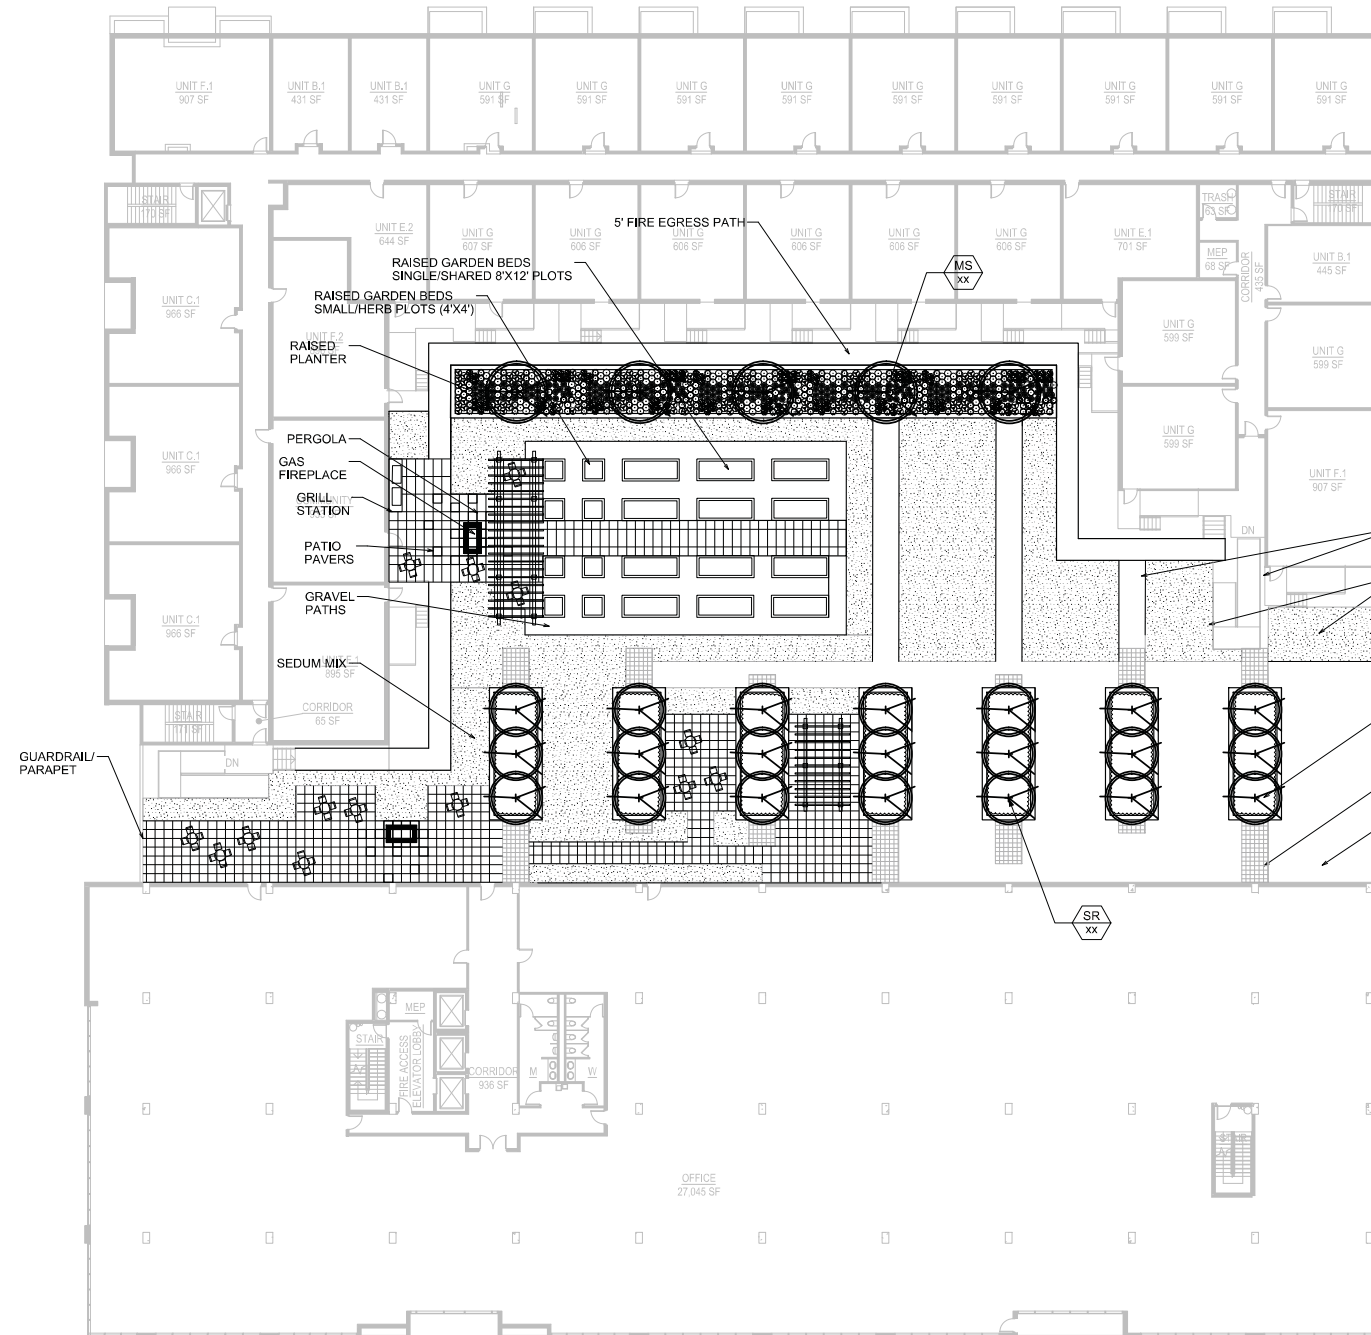 UNIT F.1
907 SF
UNIT B.1
431 SF
UNIT B.1
431 SF
UNIT G
591 SF
UNIT G
591 SF
UNIT G
591 SF
UNIT G
591 SF
UNIT G
591 SF
UNIT G
591 SF
UNIT G
591 SF
UNIT G
591 SF
UNIT G
591 SF
STAIR
UNIT E.2
644 SF
UNIT G
607 SF
UNIT G
606 SF
UNIT G
606 SF
UNIT G
606 SF
UNIT G
606 SF
UNIT G
606 SF
UNIT E.1
701 SF
TRASH
63 SF
STAIR
MEP
68 SF
CORRIDOR
435 SF
UNIT B.1
445 SF
5' FIRE EGRESS PATH
RAISED GARDEN BEDS
SINGLE/SHARED 8'X12' PLOTS
MS
xx
RAISED GARDEN BEDS
SMALL/HERB PLOTS (4'X4')
UNIT C.1
966 SF
RAISED
PLANTER
UNIT G
599 SF
UNIT G
599 SF
PERGOLA
GAS
FIREPLACE
GRILL
STATION
UNIT C.1
966 SF
UNIT G
599 SF
UNIT F.1
907 SF
PATIO
PAVERS
DN
GRAVEL
PATHS
UNIT C.1
966 SF
SEDUM MIX
895 SF
CORRIDOR
65 SF
STAIR
171 SF
GUARDRAIL/
PARAPET
DN
SR
xx
MEP
STAIR
FIRE ACCESS
ELEVATOR LOBBY
CORRIDOR
936 SF
M
W
STAIR
OFFICE
27,045 SF